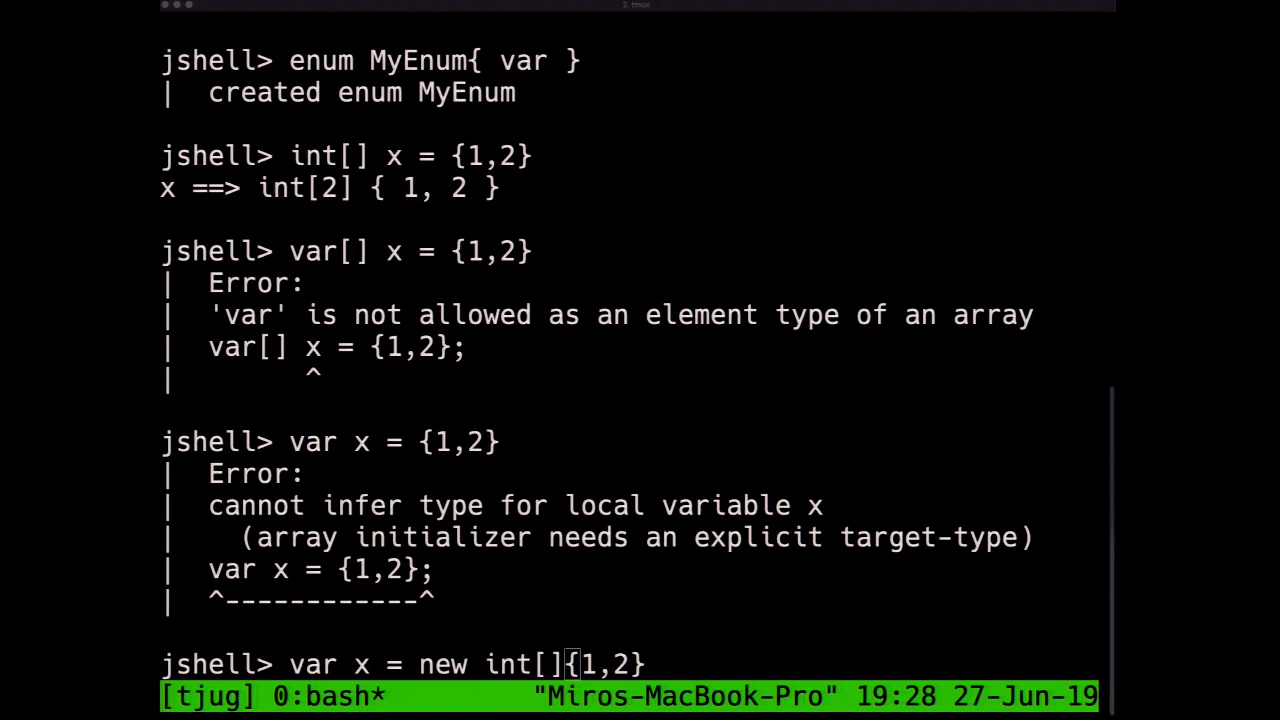 2. tmux
jshell> enum MyEnum{ var }
|  created enum MyEnum
jshell> int[] x = {1,2}
x ==> int[2] { 1, 2 }
jshell> var[] x = {1,2}
|  Error:
|  'var' is not allowed as an element type of an array
|  var[] x = {1,2};
|        ^
jshell> var x = {1,2}
|  Error:
|  cannot infer type for local variable x
|    (array initializer needs an explicit target-type)
|  var x = {1,2};
|  ^------------^
jshell> var x = new int[]{1,2}
[tjug] 0:bash*         "Miros-MacBook-Pro" 19:28 27-Jun-19